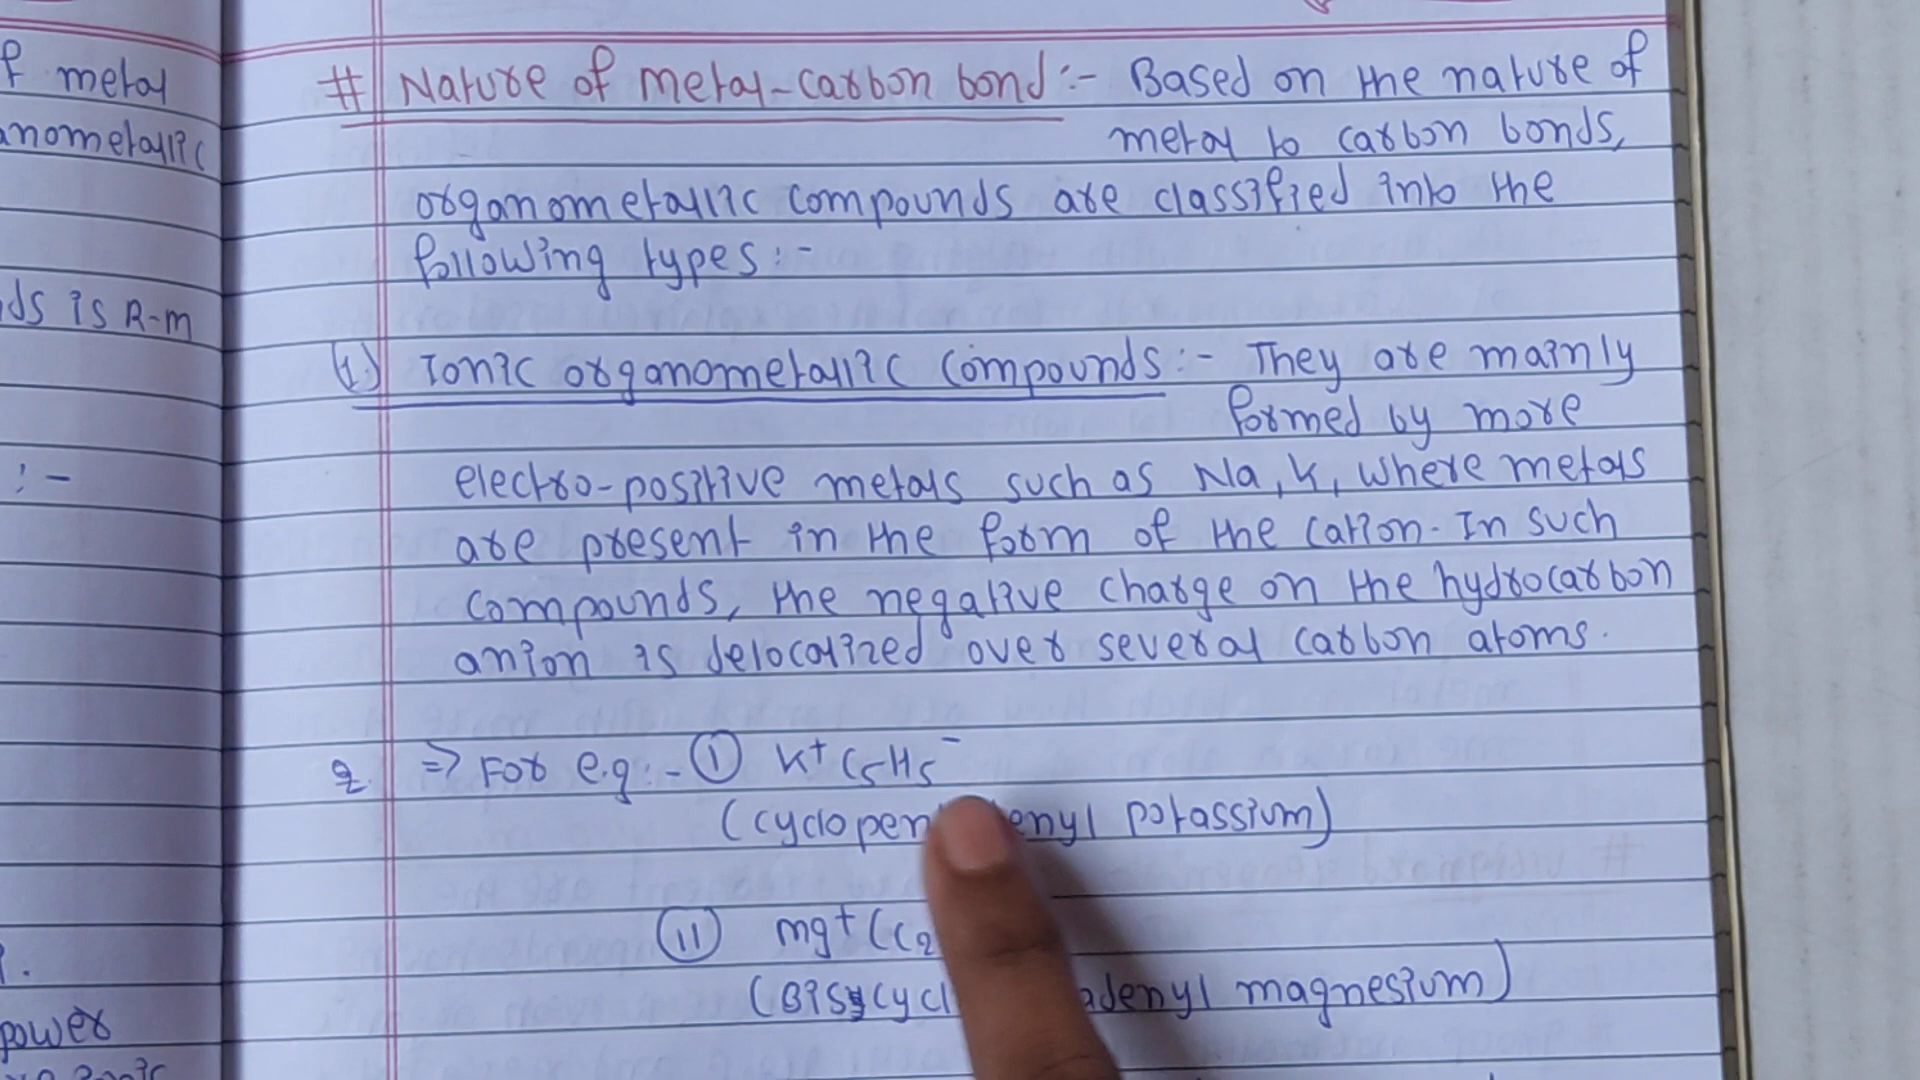 f metal
anometallic
ds is R-m
:-
power
# Nature of metal-carbon bond :- Based on the nature of
metal to carbon bonds,
organometallic compounds are classified into the
following types :-
(1.) Ionic organometallic compounds :- They are mainly
formed by more
electro-positive metals such as Na, K, where metals
are present in the form of the cation. In such
compounds, the negative charge on the hydrocarbon
anion is delocalized over several carbon atoms.
2. => For e.g :- (i) K+ C5H5-
(cyclopen enyl potassium)
(ii) mg+ (C2
(Bis cycl adenyl magnesium)